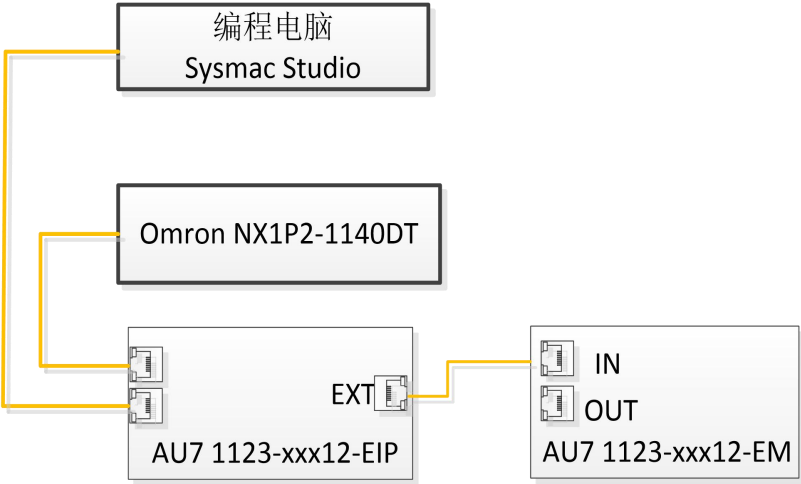 编程电脑
Sysmac Studio
Omron NX1P2-1140DT
EXT
AU7 1123-xxx12-EIP
IN
OUT
AU7 1123-xxx12-EM